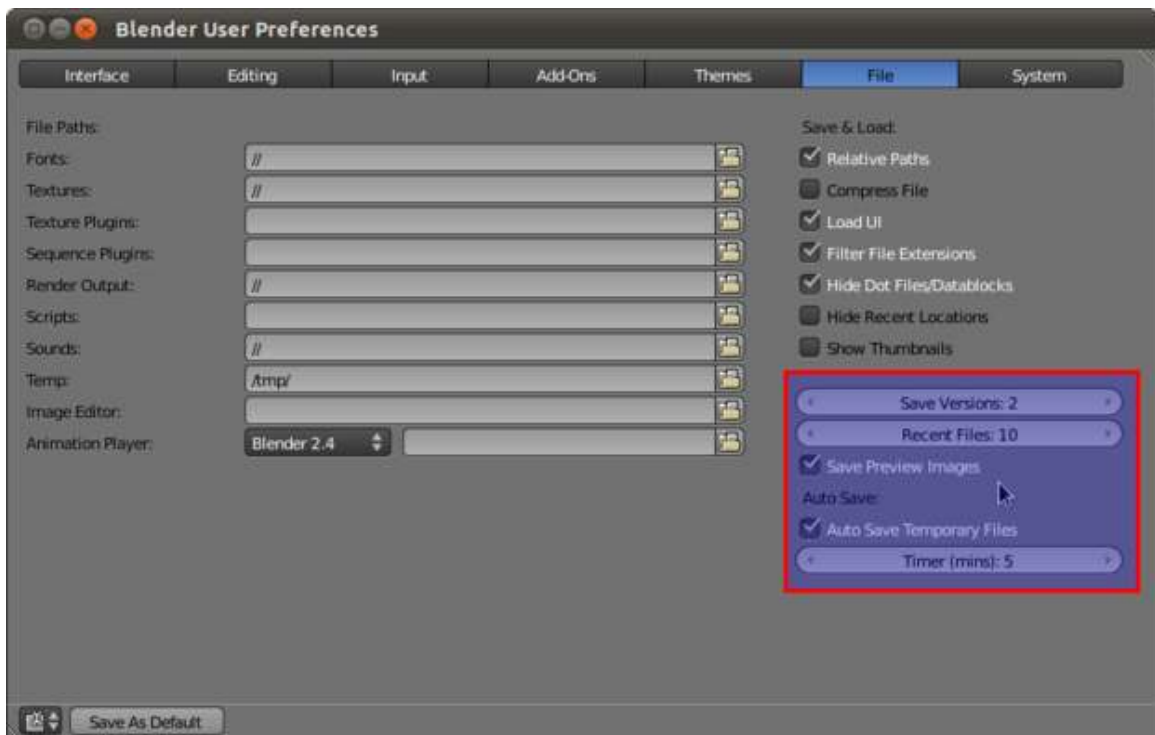 Blender User Preferences
Interface Editing Input Add-Ons Themes File System
File Paths:
Fonts: //
Textures: //
Texture Plugins:
Sequence Plugins:
Render Output: //
Scripts:
Sounds: //
Temp: /tmp/
Image Editor:
Animation Player: Blender 2.4
Save & Load:
Relative Paths
Compress File
Load UI
Filter File Extensions
Hide Dot Files/Datablocks
Hide Recent Locations
Show Thumbnails
Save Versions: 2
Recent Files: 10
Save Preview Images
Auto Save:
Auto Save Temporary Files
Timer (mins): 5
Save As Default